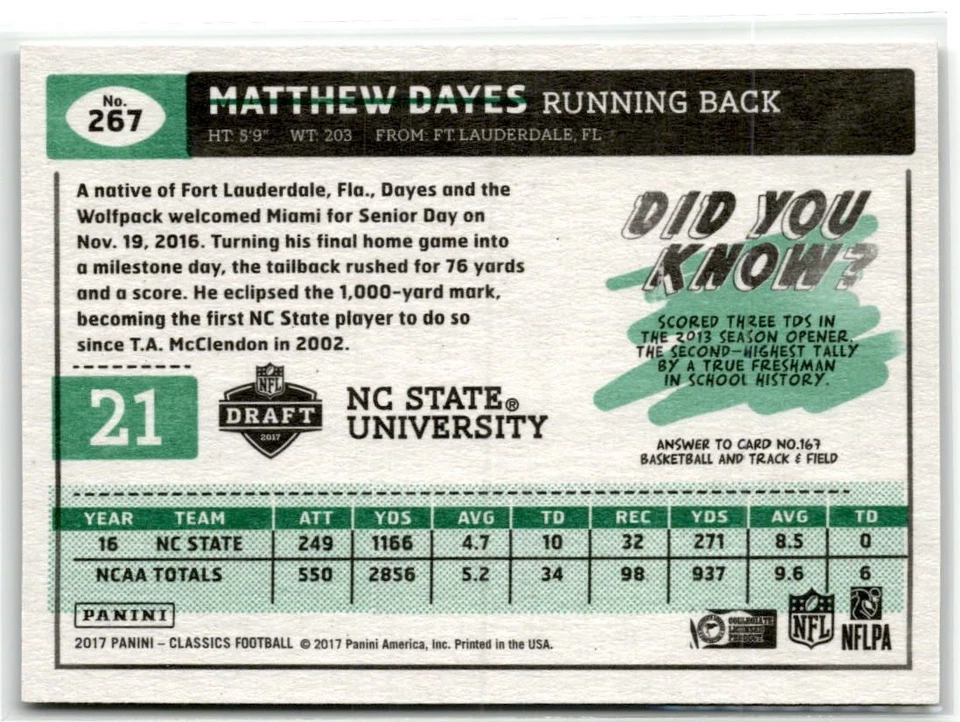 No.
267
MATTHEW DAYES RUNNING BACK
HT: 5'9" WT: 203 FROM: FT. LAUDERDALE, FL
A native of Fort Lauderdale, Fla., Dayes and the
Wolfpack welcomed Miami for Senior Day on
Nov. 19, 2016. Turning his final home game into
a milestone day, the tailback rushed for 76 yards
and a score. He eclipsed the 1,000-yard mark,
becoming the first NC State player to do so
since T.A. McClendon in 2002.
DID YOU
KNOW?
SCORED THREE TDS IN
THE 2013 SEASON OPENER,
THE SECOND-HIGHEST TALLY
BY A TRUE FRESHMAN
IN SCHOOL HISTORY.
ANSWER TO CARD NO.167
BASKETBALL AND TRACK & FIELD
21
NFL
DRAFT
2017
NC STATE®
UNIVERSITY
YEAR TEAM ATT YDS AVG TD REC YDS AVG TD
16 NC STATE 249 1166 4.7 10 32 271 8.5 0
NCAA TOTALS 550 2856 5.2 34 98 937 9.6 6
PANINI
2017 PANINI – CLASSICS FOOTBALL © 2017 Panini America, Inc. Printed in the USA.
COLLEGIATE
LICENSED
PRODUCT
NFL
NFLPA